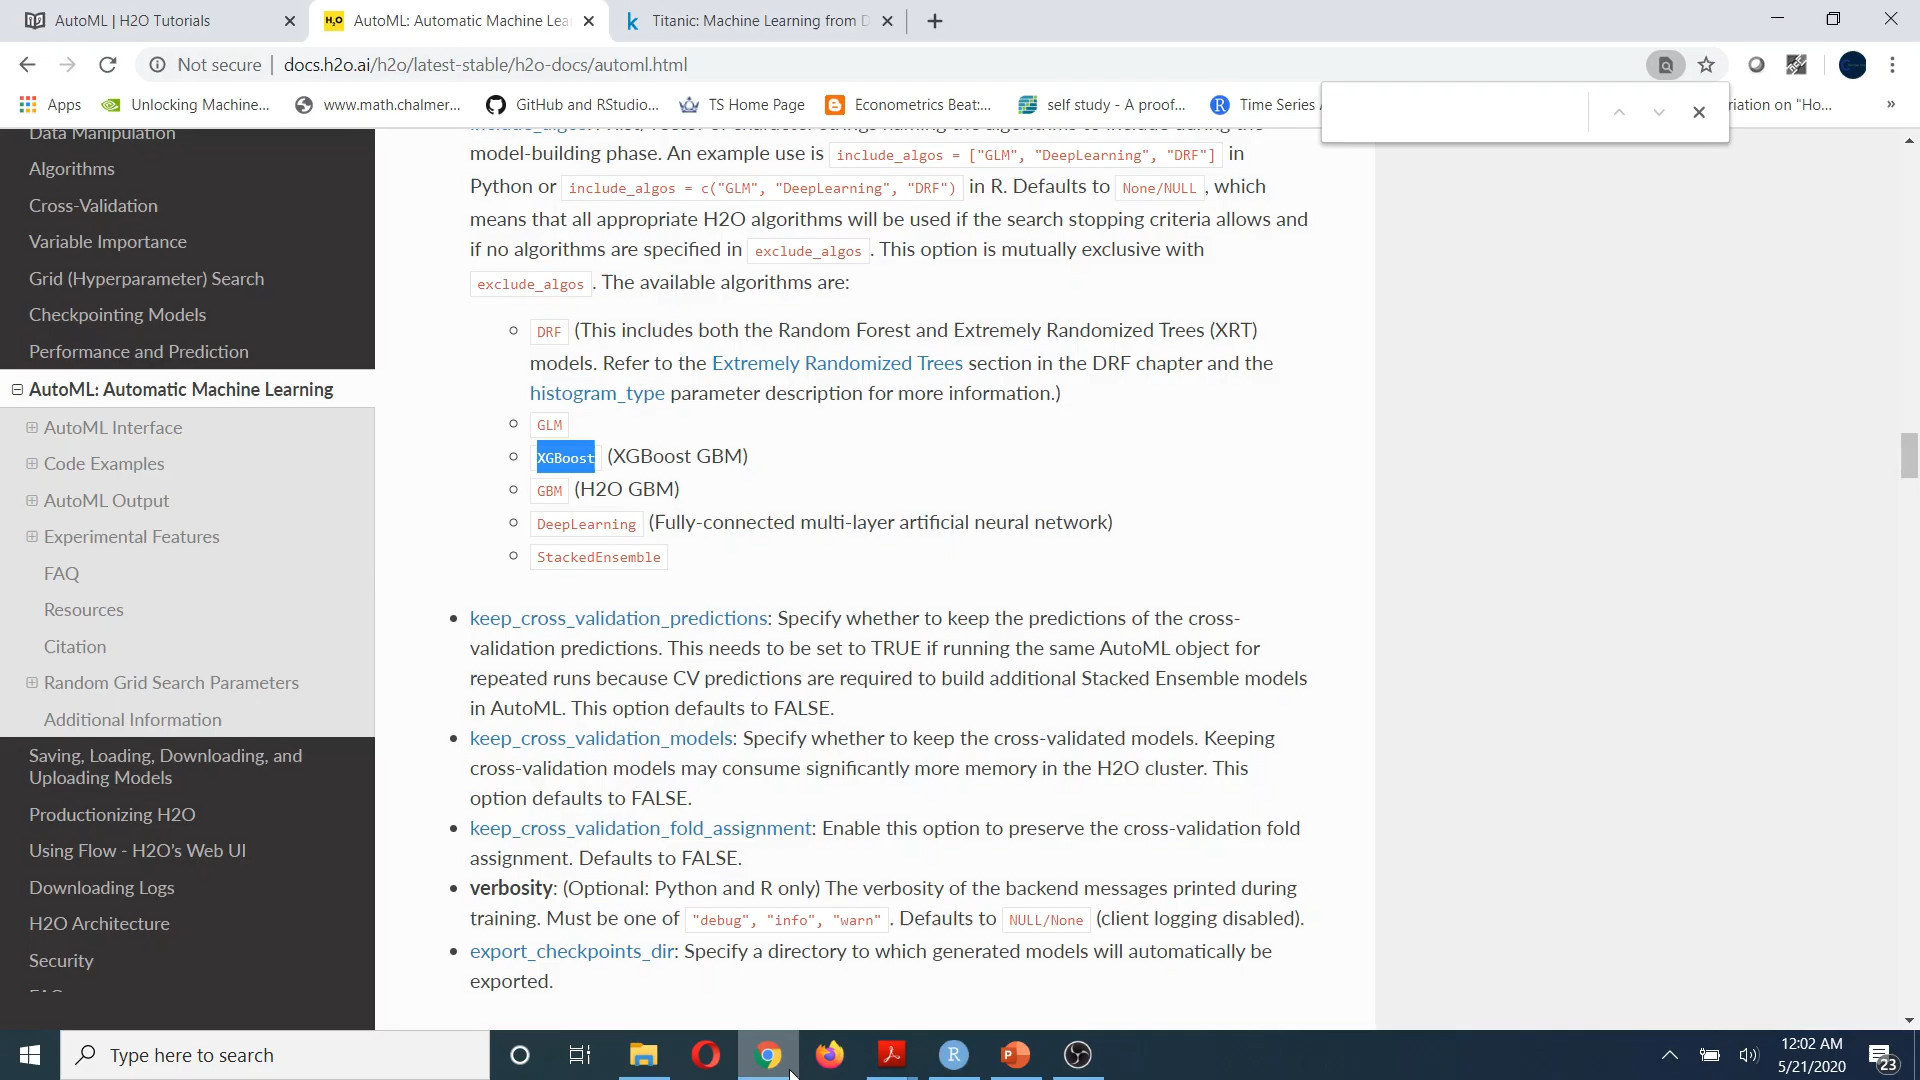 AutoML | H2O Tutorials
H2O AutoML: Automatic Machine Lea
k Titanic: Machine Learning from D
Not secure | docs.h2o.ai/h2o/latest-stable/h2o-docs/automl.html
Apps Unlocking Machine... www.math.chalmer... GitHub and RStudio... TS Home Page Econometrics Beat:... self study - A proof... R Time Series riation on "Ho... »
Data Manipulation
Algorithms
Cross-Validation
Variable Importance
Grid (Hyperparameter) Search
Checkpointing Models
Performance and Prediction
AutoML: Automatic Machine Learning
AutoML Interface
Code Examples
AutoML Output
Experimental Features
FAQ
Resources
Citation
Random Grid Search Parameters
Additional Information
Saving, Loading, Downloading, and
Uploading Models
Productionizing H2O
Using Flow - H2O's Web UI
Downloading Logs
H2O Architecture
Security
model-building phase. An example use is include_algos = ["GLM", "DeepLearning", "DRF"] in
Python or include_algos = c("GLM", "DeepLearning", "DRF") in R. Defaults to None/NULL, which
means that all appropriate H2O algorithms will be used if the search stopping criteria allows and
if no algorithms are specified in exclude_algos. This option is mutually exclusive with
exclude_algos. The available algorithms are:
DRF (This includes both the Random Forest and Extremely Randomized Trees (XRT)
models. Refer to the Extremely Randomized Trees section in the DRF chapter and the
histogram_type parameter description for more information.)
GLM
XGBoost (XGBoost GBM)
GBM (H2O GBM)
DeepLearning (Fully-connected multi-layer artificial neural network)
StackedEnsemble
keep_cross_validation_predictions: Specify whether to keep the predictions of the cross-
validation predictions. This needs to be set to TRUE if running the same AutoML object for
repeated runs because CV predictions are required to build additional Stacked Ensemble models
in AutoML. This option defaults to FALSE.
keep_cross_validation_models: Specify whether to keep the cross-validated models. Keeping
cross-validation models may consume significantly more memory in the H2O cluster. This
option defaults to FALSE.
keep_cross_validation_fold_assignment: Enable this option to preserve the cross-validation fold
assignment. Defaults to FALSE.
verbosity: (Optional: Python and R only) The verbosity of the backend messages printed during
training. Must be one of "debug", "info", "warn". Defaults to NULL/None (client logging disabled).
export_checkpoints_dir: Specify a directory to which generated models will automatically be
exported.
Type here to search
R
P
12:02 AM
5/21/2020
23